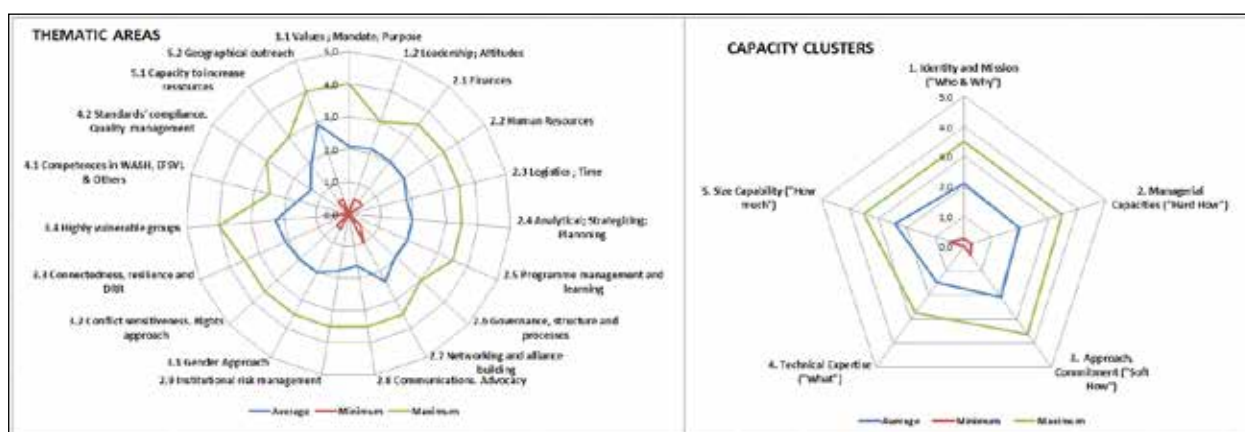 THEMATIC AREAS
1.1 Values ; Mandate; Purpose
1.2 Leadership; Attitudes
2.1 Finances
2.2 Human Resources
2.3 Logistics ; Time
2.4 Analytical; Strategizing;
Plannning
2.5 Programme management and
learning
2.6 Governance, structure and
processes
2.7 Networking and alliance
building
2.8 Communications. Advocacy
2.9 Institutional risk management
3.1 Gender Approach
3.2 Conflict sensitiveness. Rights
approach
3.3 Connectedness, resilience and
DRR
3.4 Highly vulnerable groups
4.1 Competences in WASH, EFSVL
& Others
4.2 Standards' compliance.
Quality management
5.1 Capacity to increase
ressources
5.2 Geographical outreach
5.0
4.0
3.0
2.0
1.0
0.0
Average
Minimum
Maximum
CAPACITY CLUSTERS
1. Identity and Mission
("Who & Why")
5.0
4.0
3.0
2.0
1.0
0.0
2. Managerial
Capacities ("Hard How")
3. Approach,
Commitment ("Soft
How")
4. Technical Expertise
("What")
5. Size Capability ("How
much")
Average
Minimum
Maximum